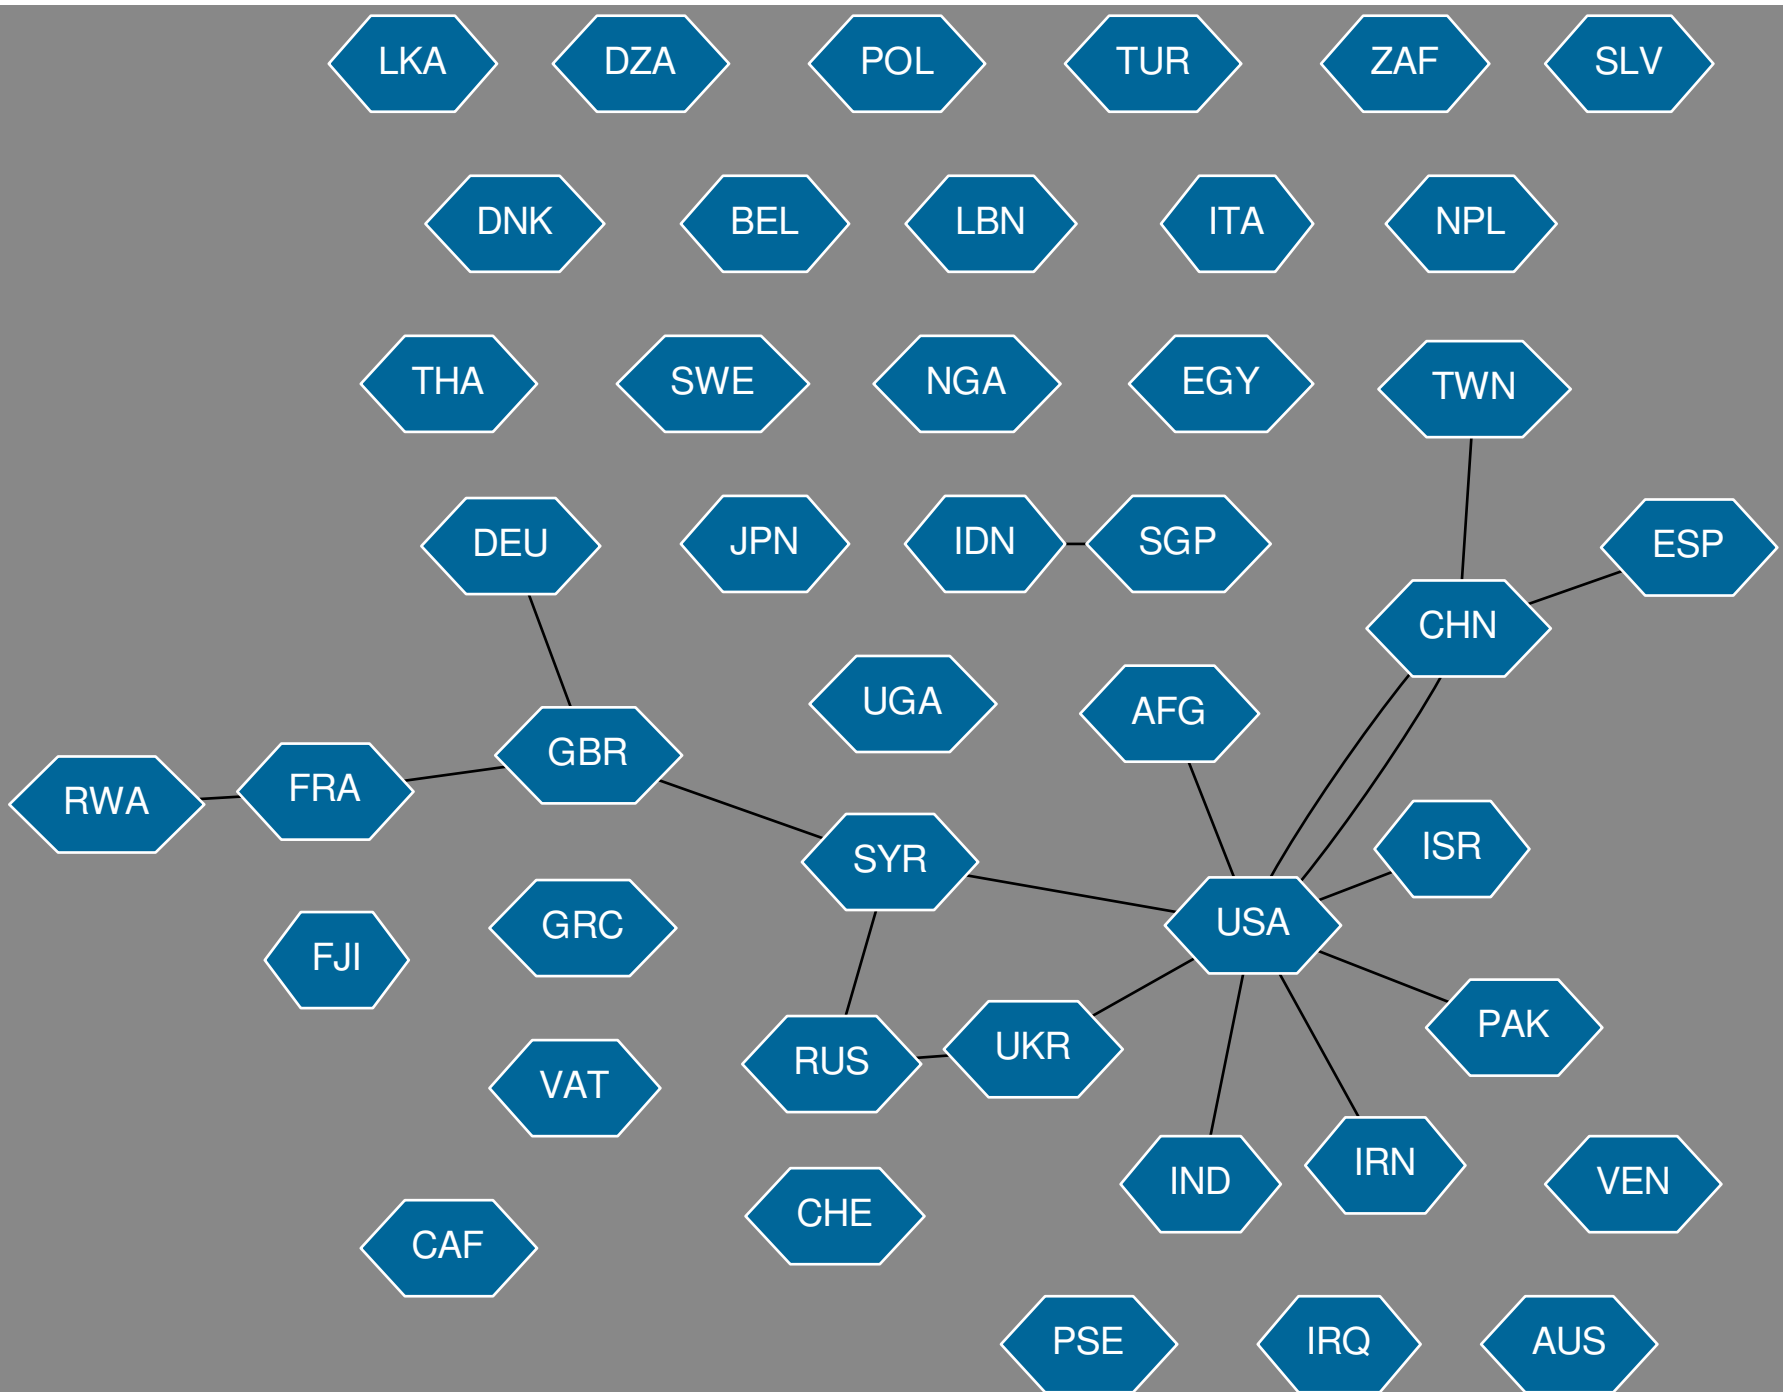 LKA
DZA
POL
TUR
ZAF
SLV
DNK
BEL
LBN
ITA
NPL
THA
SWE
NGA
EGY
TWN
DEU
JPN
IDN
SGP
ESP
CHN
UGA
AFG
RWA
FRA
GBR
SYR
ISR
FJI
GRC
USA
VAT
RUS
UKR
PAK
CAF
CHE
IND
IRN
VEN
PSE
IRQ
AUS